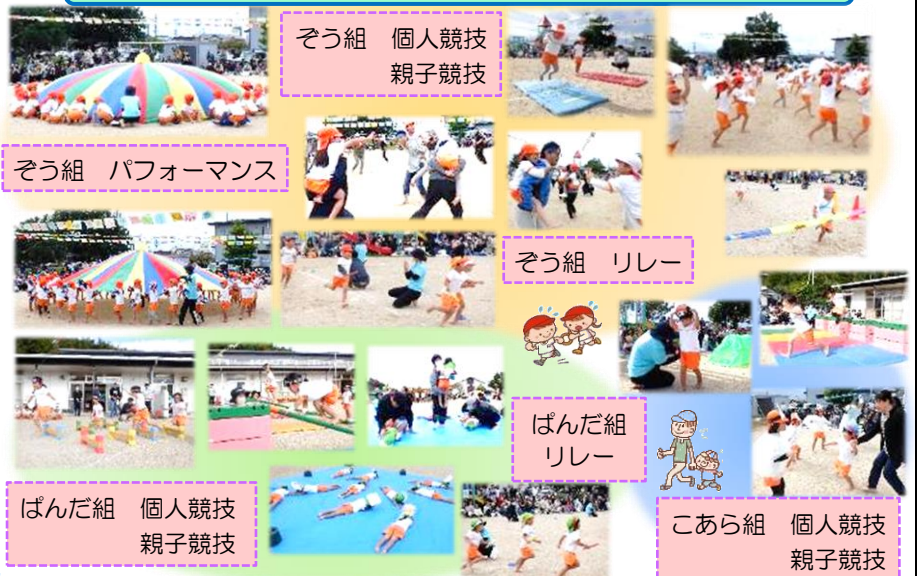 ぞう組　個人競技
親子競技
ぞう組　パフォーマンス
ぞう組　リレー
ぱんだ組
リレー
ぱんだ組　個人競技
親子競技
こあら組　個人競技
親子競技